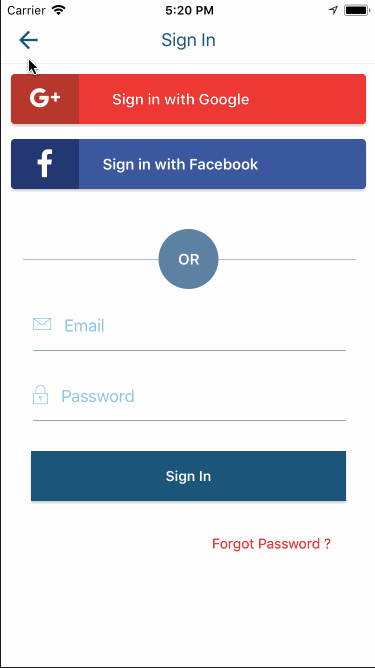 Carrier 5:20 PM
Sign In
G+ Sign in with Google
f Sign in with Facebook
OR
Email
Password
Sign In
Forgot Password ?